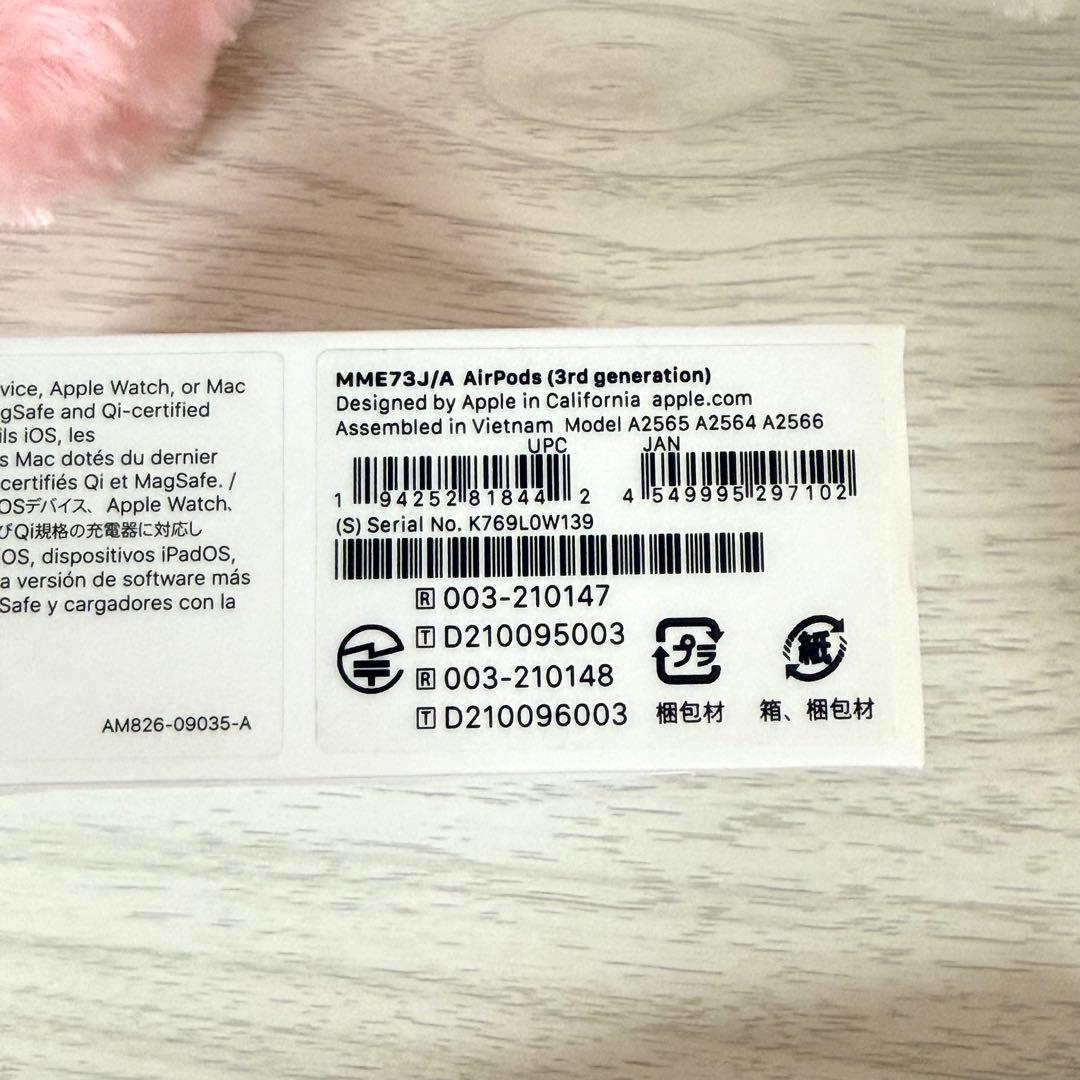 vice, Apple Watch, or Mac
gSafe and Qi-certified
ils iOS, les
s Mac dotés du dernier
certifiés Qi et MagSafe. /
OSデバイス、Apple Watch、
びQi規格の充電器に対応し
OS, dispositivos iPadOS,
a versión de software más
Safe y cargadores con la
AM826-09035-A
MME73J/A AirPods (3rd generation)
Designed by Apple in California apple.com
Assembled in Vietnam Model A2565 A2564 A2566
UPC JAN
1 94252 81844 2 4 549995 297102
(S) Serial No. K769L0W139
R 003-210147
T D210095003
R 003-210148
T D210096003
プラ
梱包材
紙
箱、梱包材